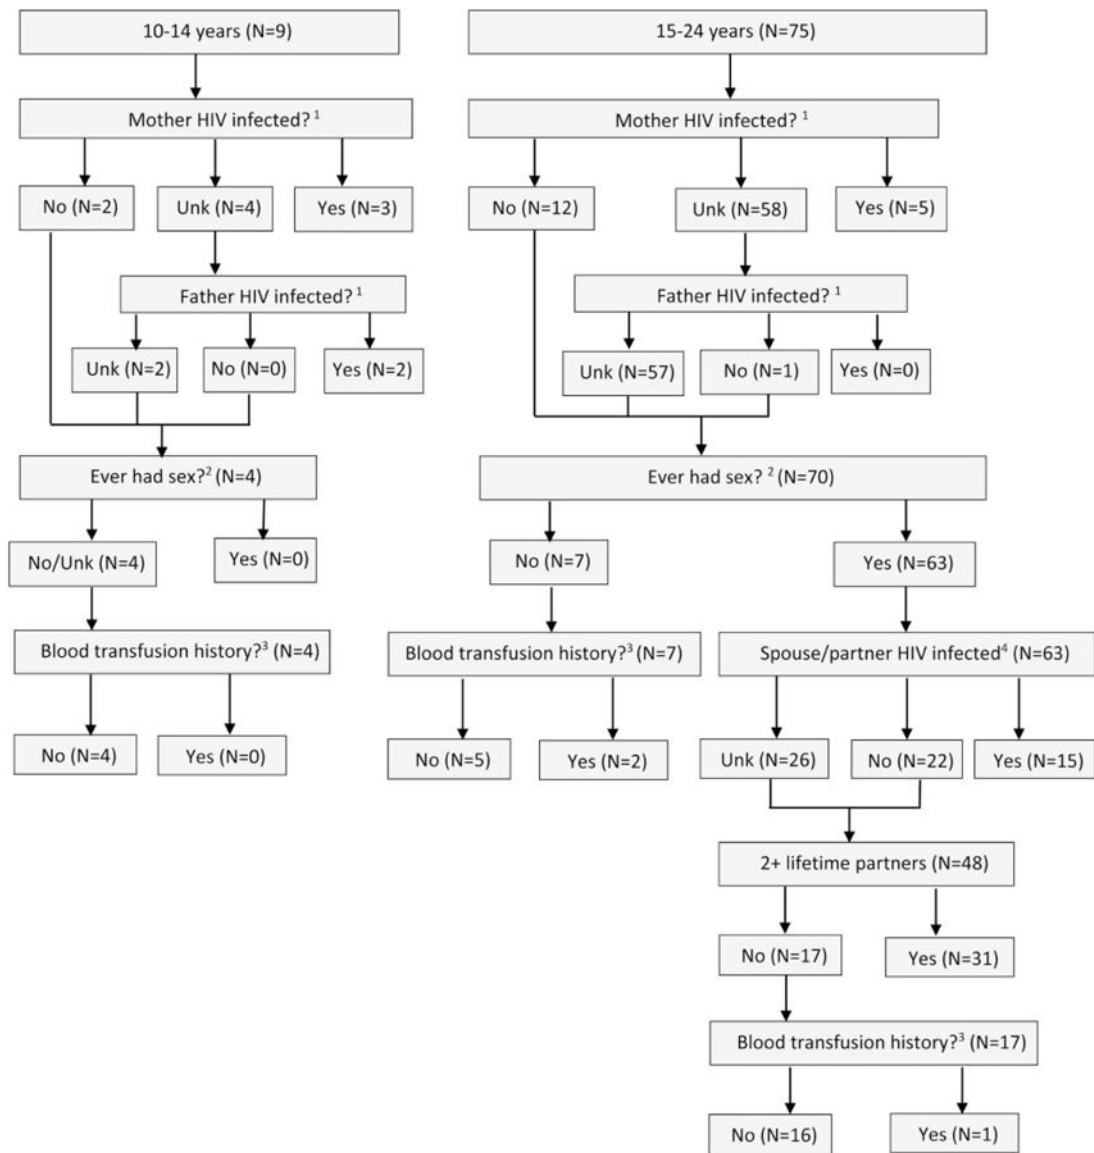 10-14 years (N=9)
Mother HIV infected? 1
No (N=2)
Unk (N=4)
Yes (N=3)
Father HIV infected? 1
Unk (N=2)
No (N=0)
Yes (N=2)
Ever had sex?2 (N=4)
No/Unk (N=4)
Yes (N=0)
Blood transfusion history?3 (N=4)
No (N=4)
Yes (N=0)
15-24 years (N=75)
Mother HIV infected? 1
No (N=12)
Unk (N=58)
Yes (N=5)
Father HIV infected? 1
Unk (N=57)
No (N=1)
Yes (N=0)
Ever had sex? 2 (N=70)
No (N=7)
Yes (N=63)
Blood transfusion history?3 (N=7)
No (N=5)
Yes (N=2)
Spouse/partner HIV infected4 (N=63)
Unk (N=26)
No (N=22)
Yes (N=15)
2+ lifetime partners (N=48)
No (N=17)
Yes (N=31)
Blood transfusion history?3 (N=17)
No (N=16)
Yes (N=1)